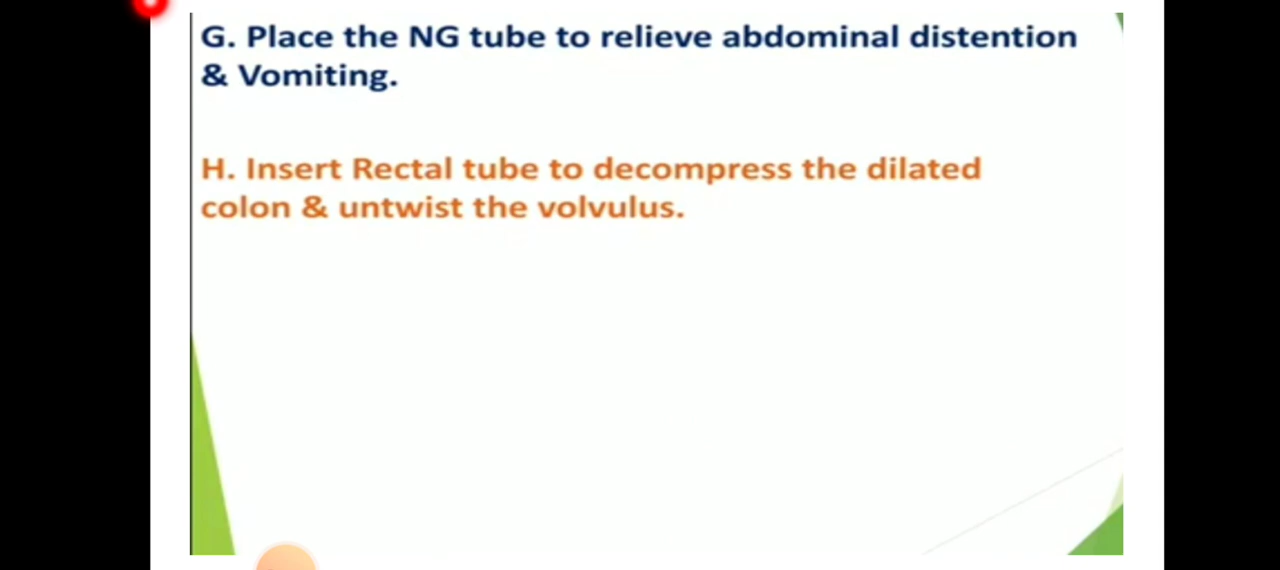 G. Place the NG tube to relieve abdominal distention
& Vomiting.
H. Insert Rectal tube to decompress the dilated
colon & untwist the volvulus.